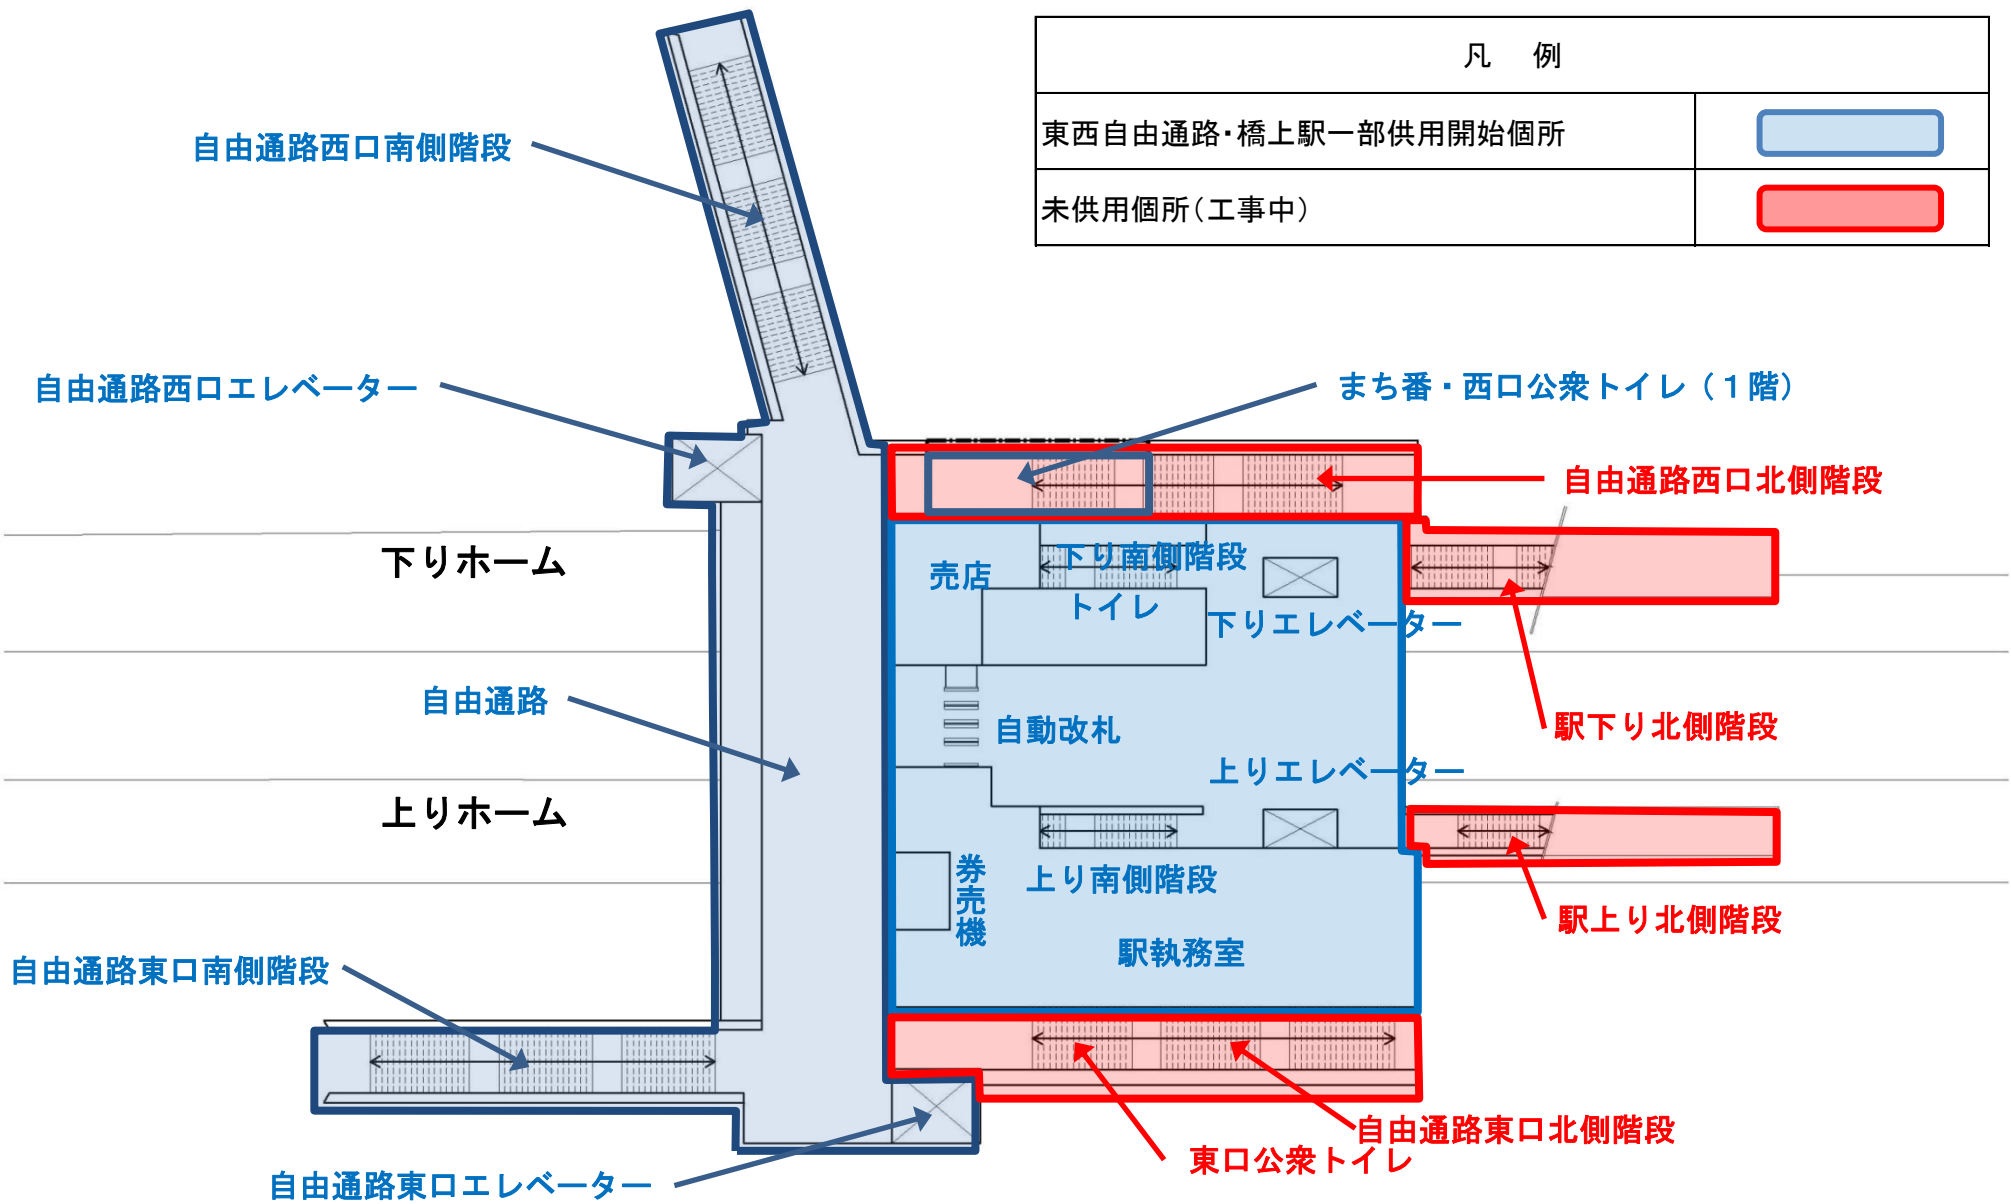 凡　例
東西自由通路・橋上駅一部供用開始個所
未供用個所（工事中）
自由通路西口南側階段
自由通路西口エレベーター
まち番・西口公衆トイレ（１階）
自由通路西口北側階段
下りホーム
下り南側階段
売店
トイレ
下りエレベーター
自由通路
自動改札
駅下り北側階段
上りエレベーター
上りホーム
券売機
上り南側階段
駅上り北側階段
駅執務室
自由通路東口南側階段
自由通路東口北側階段
東口公衆トイレ
自由通路東口エレベーター